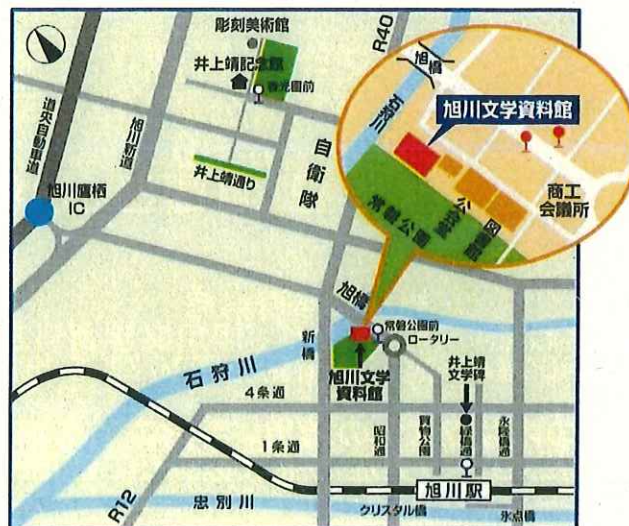 彫刻美術館
井上靖記念館
春光園前
R40
道央自動車道
旭川新道
井上靖通り
自衛隊
石狩川
旭橋
旭川文学資料館
商工
会議所
図書館
公会堂
常磐公園
旭川鷹栖
IC
旭橋
新橋
常磐公園前
ロータリー
旭川文学
資料館
井上靖
文学碑
石狩川
4条通
1条通
昭和通
買物公園
緑橋通
永隆橋通
旭川駅
R12
忠別川
クリスタル橋
氷点橋